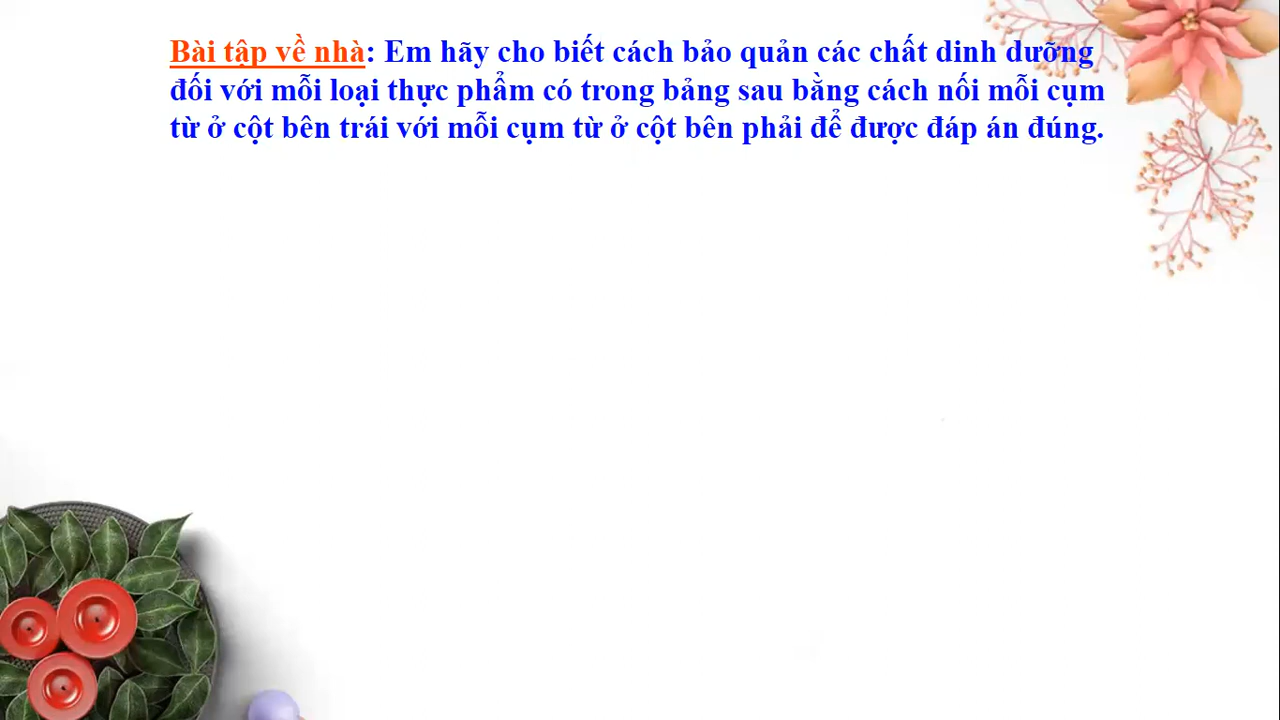 Bài tập về nhà: Em hãy cho biết cách bảo quản các chất dinh dưỡng
đối với mỗi loại thực phẩm có trong bảng sau bằng cách nối mỗi cụm
từ ở cột bên trái với mỗi cụm từ ở cột bên phải để được đáp án đúng.